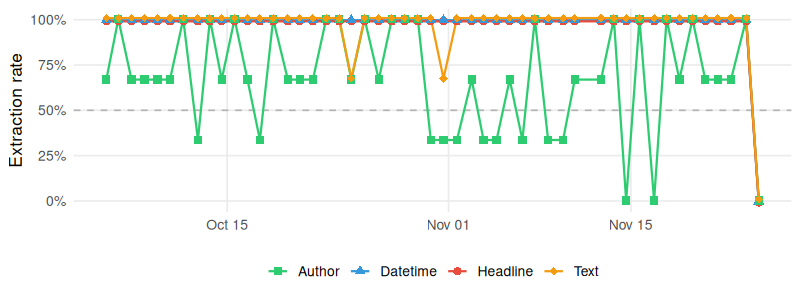 100%
75%
50%
25%
0%
Extraction rate
Oct 15 Nov 01 Nov 15
Author Datetime Headline Text